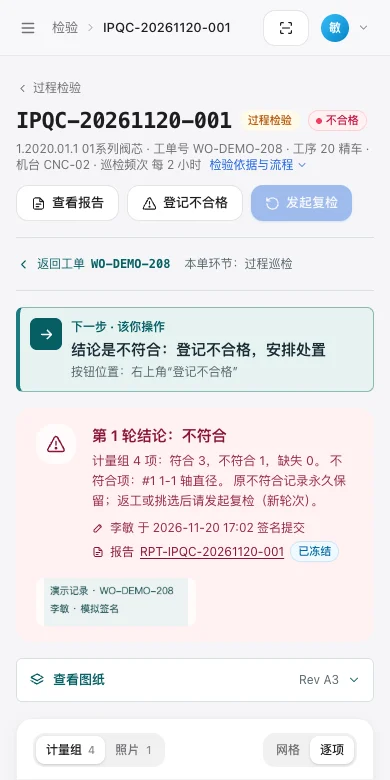 检验 IPQC-20261120-001 敏
过程检验
IPQC-20261120-001 过程检验 不合格
1.2020.01.1 01系列阀芯 · 工单号 WO-DEMO-208 · 工序 20 精车 ·
机台 CNC-02 · 巡检频次 每 2 小时 检验依据与流程
查看报告 登记不合格 发起复检
返回工单 WO-DEMO-208 本单环节：过程巡检
下一步 · 该你操作
结论是不符合：登记不合格，安排处置
按钮位置：右上角“登记不合格”
第 1 轮结论：不符合
计量组 4 项：符合 3，不符合 1，缺失 0。 不
符合项：#1 1-1 轴直径。 原不符合记录永久保
留；返工或挑选后请发起复检（新轮次）。
李敏 于 2026-11-20 17:02 签名提交
报告 RPT-IPQC-20261120-001 已冻结
演示记录 · WO-DEMO-208
李敏 · 模拟签名
查看图纸 Rev A3
计量组 4 照片 1 网格 逐项